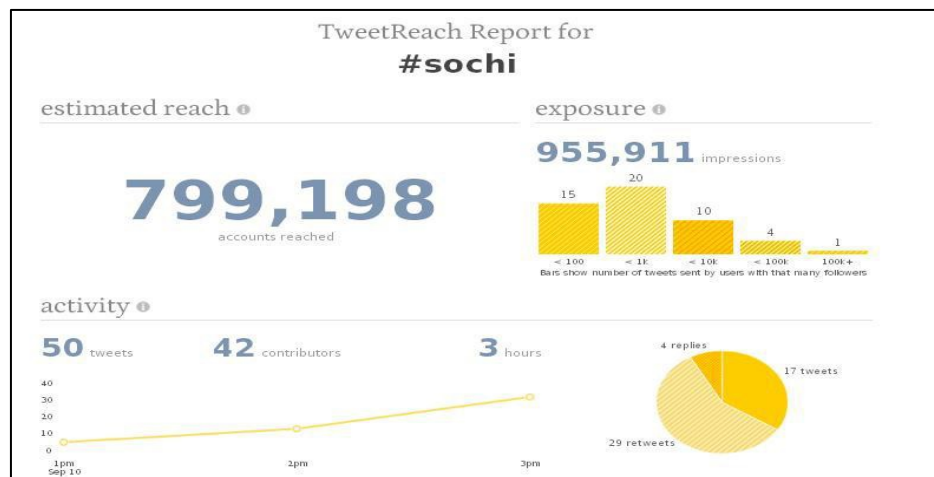 TweetReach Report for
#sochi
estimated reach
799,198
accounts reached
exposure
955,911 impressions
15
20
10
4
1
< 100
< 1k
< 10k
< 100k
100k+
Bars show number of tweets sent by users with that many followers
activity
50 tweets
42 contributors
3 hours
40
30
20
10
0
1pm
Sep 10
2pm
3pm
4 replies
17 tweets
29 retweets